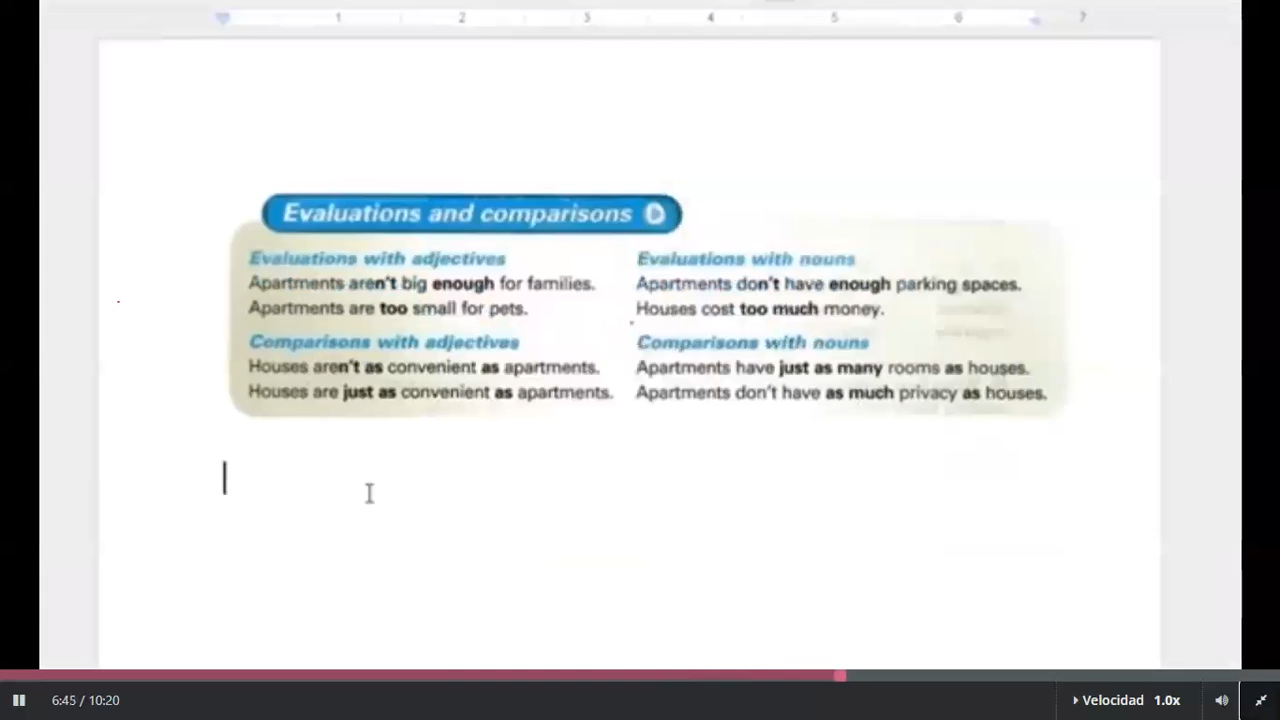 1 2 3 4 5 6 7
Evaluations and comparisons
Evaluations with adjectives
Apartments aren't big enough for families.
Apartments are too small for pets.
Comparisons with adjectives
Houses aren't as convenient as apartments.
Houses are just as convenient as apartments.
Evaluations with nouns
Apartments don't have enough parking spaces.
Houses cost too much money.
Comparisons with nouns
Apartments have just as many rooms as houses.
Apartments don't have as much privacy as houses.
6:45 / 10:20
Velocidad 1.0x